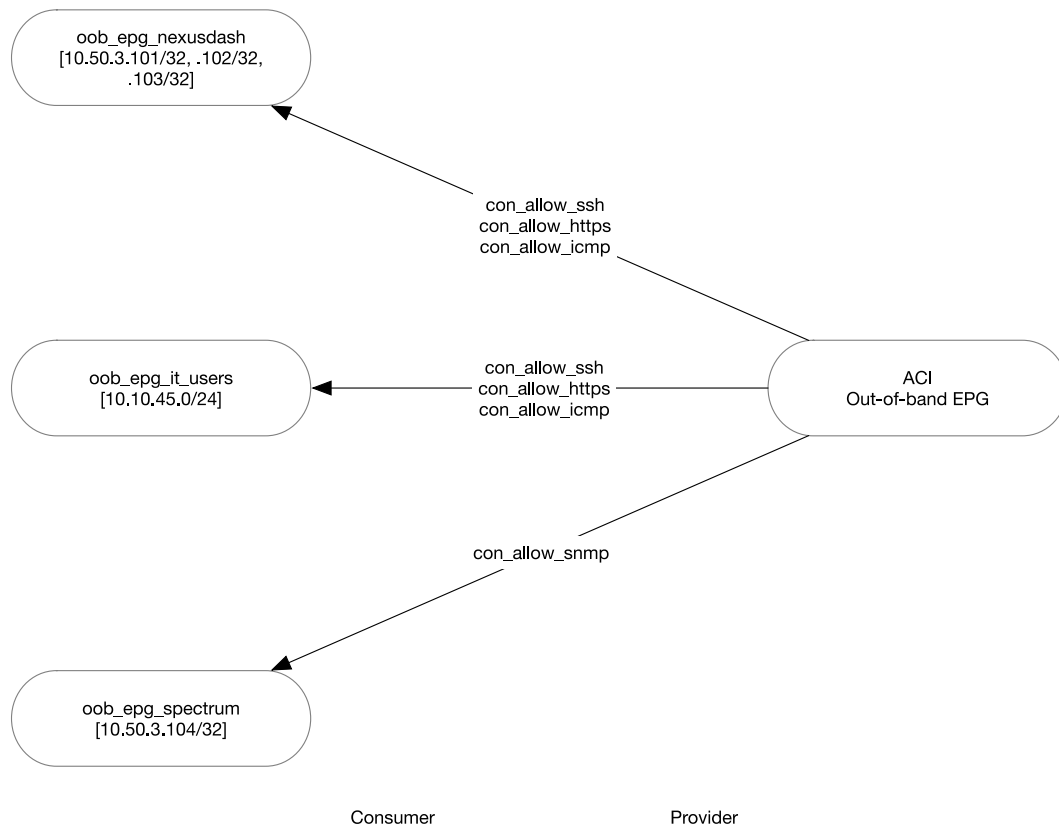 oob_epg_nexusdash
[10.50.3.101/32, .102/32,
.103/32]
con_allow_ssh
con_allow_https
con_allow_icmp
oob_epg_it_users
[10.10.45.0/24]
con_allow_ssh
con_allow_https
con_allow_icmp
ACI
Out-of-band EPG
con_allow_snmp
oob_epg_spectrum
[10.50.3.104/32]
Consumer
Provider